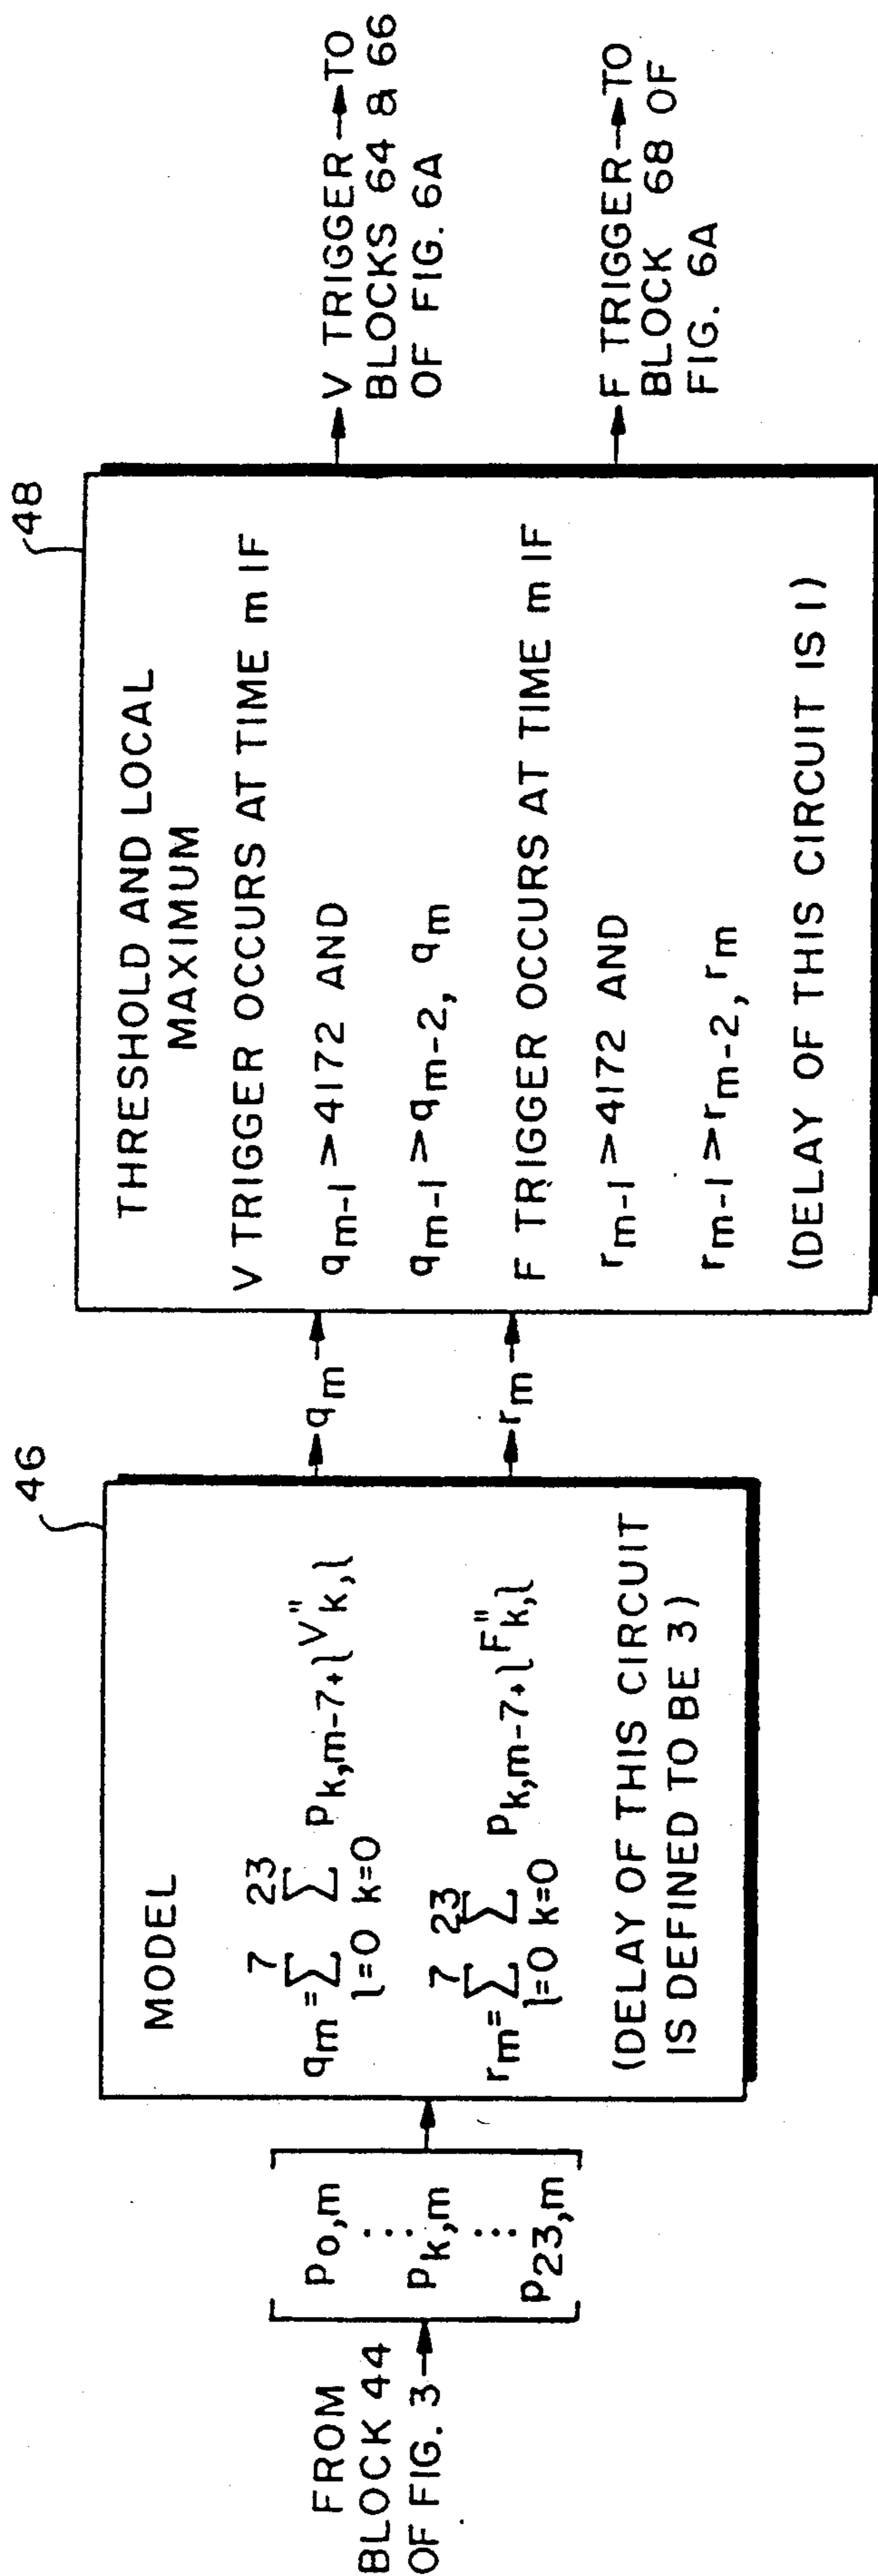 FROM
BLOCK 44
OF FIG. 3
p0,m
pk,m
p23,m
46
MODEL
qm = 7∑l=0 23∑k=0 pk,m-7+l V"k,l
rm = 7∑l=0 23∑k=0 pk,m-7+l F"k,l
(DELAY OF THIS CIRCUIT
IS DEFINED TO BE 3)
qm
rm
48
THRESHOLD AND LOCAL
MAXIMUM
V TRIGGER OCCURS AT TIME m IF
qm-1 > 4172 AND
qm-1 > qm-2, qm
F TRIGGER OCCURS AT TIME m IF
rm-1 > 4172 AND
rm-1 > rm-2, rm
(DELAY OF THIS CIRCUIT IS 1)
V TRIGGER → TO
BLOCKS 64 & 66
OF FIG. 6A
F TRIGGER → TO
BLOCK 68 OF
FIG. 6A